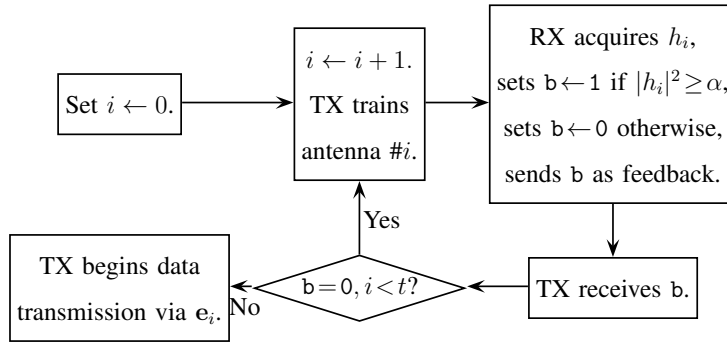 Set i ← 0.
i ← i + 1.
TX trains
antenna #i.
RX acquires h_i,
sets b ← 1 if |h_i|² ≥ α,
sets b ← 0 otherwise,
sends b as feedback.
TX receives b.
b = 0, i < t?
Yes
No
TX begins data
transmission via e_i.